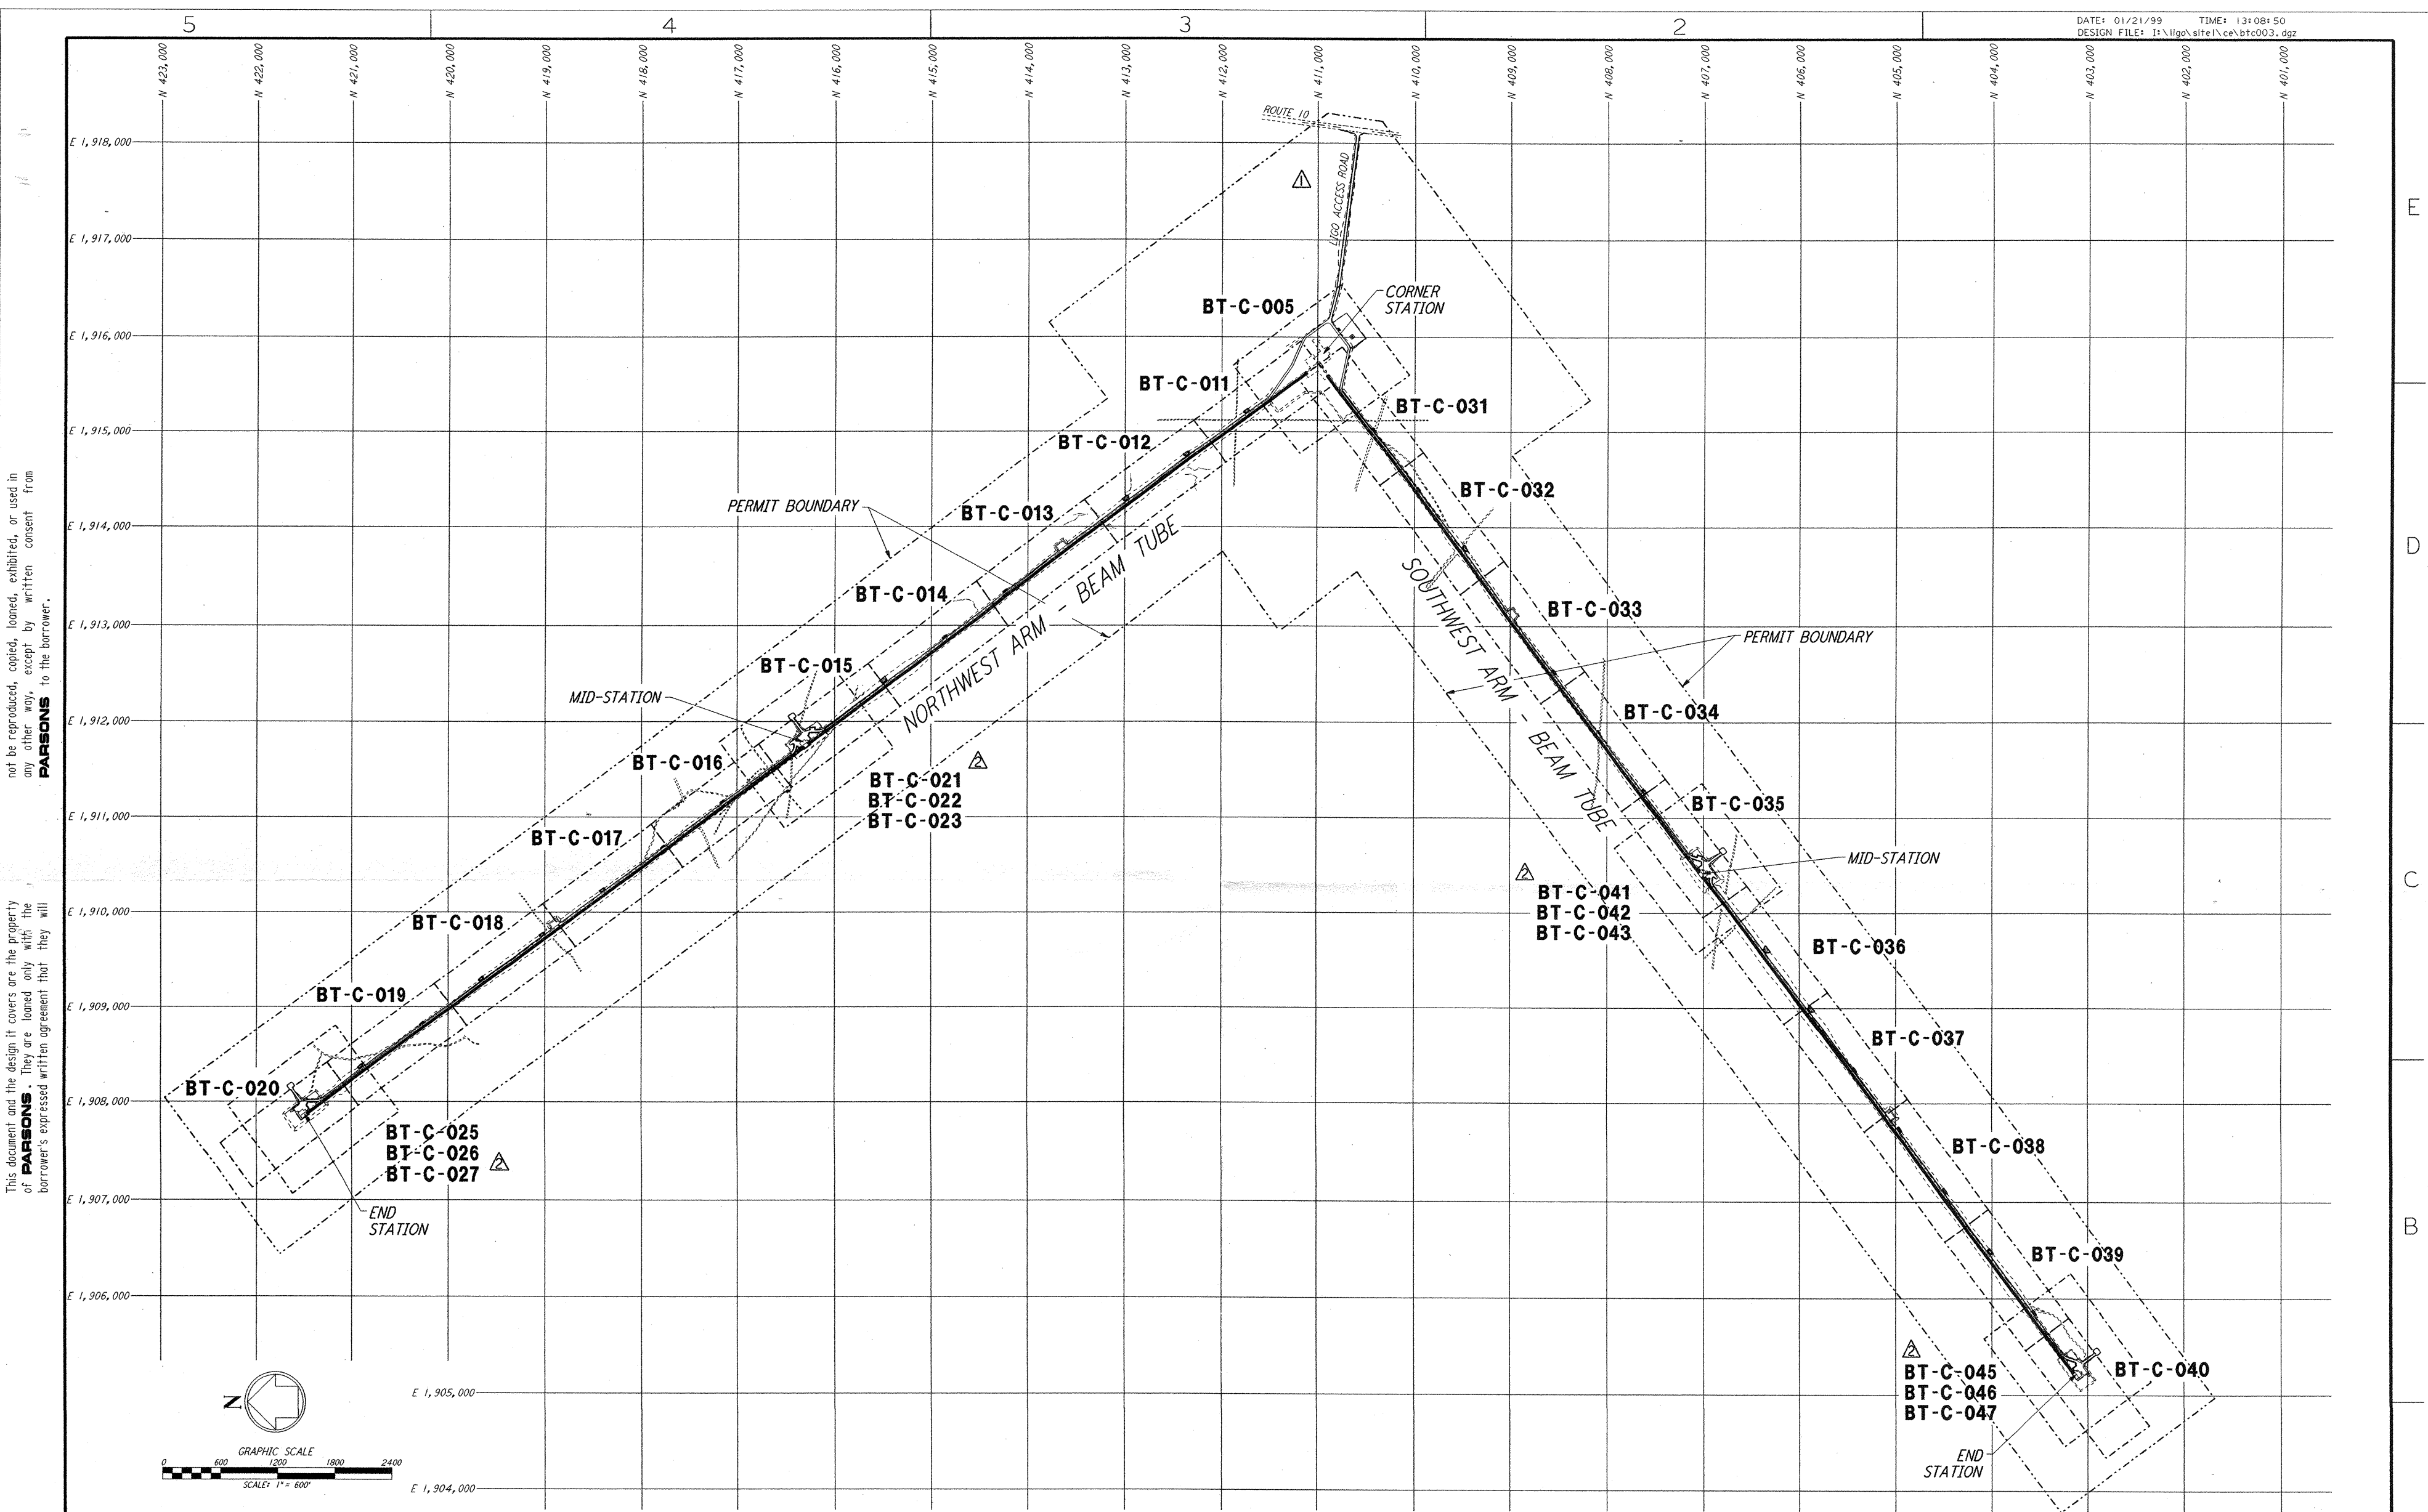 DATE: 01/21/99 TIME: 13:08:50
DESIGN FILE: I:\ligo\site1\ce\btc003.dgz
5 4 3 2
N 423,000
N 422,000
N 421,000
N 420,000
N 419,000
N 418,000
N 417,000
N 416,000
N 415,000
N 414,000
N 413,000
N 412,000
N 411,000
N 410,000
N 409,000
N 408,000
N 407,000
N 406,000
N 405,000
N 404,000
N 403,000
N 402,000
N 401,000
E 1,918,000
E 1,917,000
E 1,916,000
E 1,915,000
E 1,914,000
E 1,913,000
E 1,912,000
E 1,911,000
E 1,910,000
E 1,909,000
E 1,908,000
E 1,907,000
E 1,906,000
E 1,905,000
E 1,904,000
E
D
C
B
ROUTE 10
1
LIGO ACCESS ROAD
CORNER
STATION
BT-C-005
BT-C-011
BT-C-012
BT-C-013
BT-C-014
BT-C-015
BT-C-016
BT-C-017
BT-C-018
BT-C-019
BT-C-020
PERMIT BOUNDARY
NORTHWEST ARM - BEAM TUBE
MID-STATION
2
BT-C-021
BT-C-022
BT-C-023
BT-C-025
BT-C-026
BT-C-027
2
END
STATION
BT-C-031
BT-C-032
BT-C-033
BT-C-034
BT-C-035
BT-C-036
BT-C-037
BT-C-038
BT-C-039
BT-C-040
SOUTHWEST ARM - BEAM TUBE
PERMIT BOUNDARY
MID-STATION
2
BT-C-041
BT-C-042
BT-C-043
2
BT-C-045
BT-C-046
BT-C-047
END
STATION
N
GRAPHIC SCALE
0 600 1200 1800 2400
SCALE: 1" = 600'
This document and the design it covers are the property
of PARSONS. They are loaned only with the
borrower's expressed written agreement that they will
not be reproduced, copied, loaned, exhibited, or used in
any other way, except by written consent from
PARSONS to the borrower.